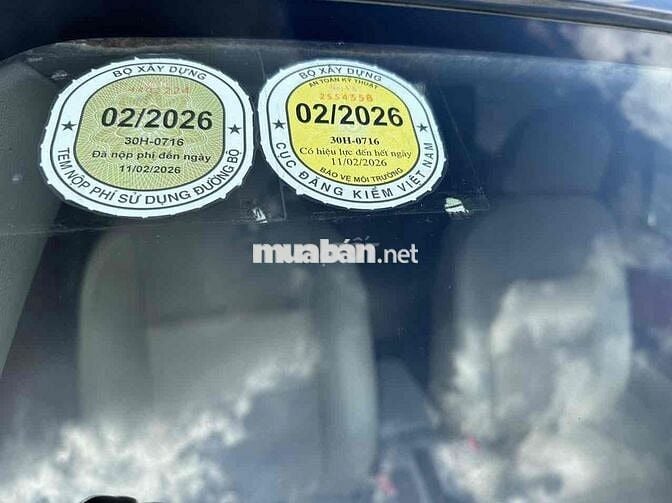 BỘ XÂY DỰNG
4402224
02/2026
30H-0716
Đã nộp phí đến ngày
11/02/2026
TEM NỘP PHÍ SỬ DỤNG ĐƯỜNG BỘ
BỘ XÂY DỰNG
AN TOÀN KỸ THUẬT
2554558
02/2026
30H-0716
Có hiệu lực đến hết ngày
11/02/2026
BẢO VỆ MÔI TRƯỜNG
CỤC ĐĂNG KIỂM VIỆT NAM
muabán.net